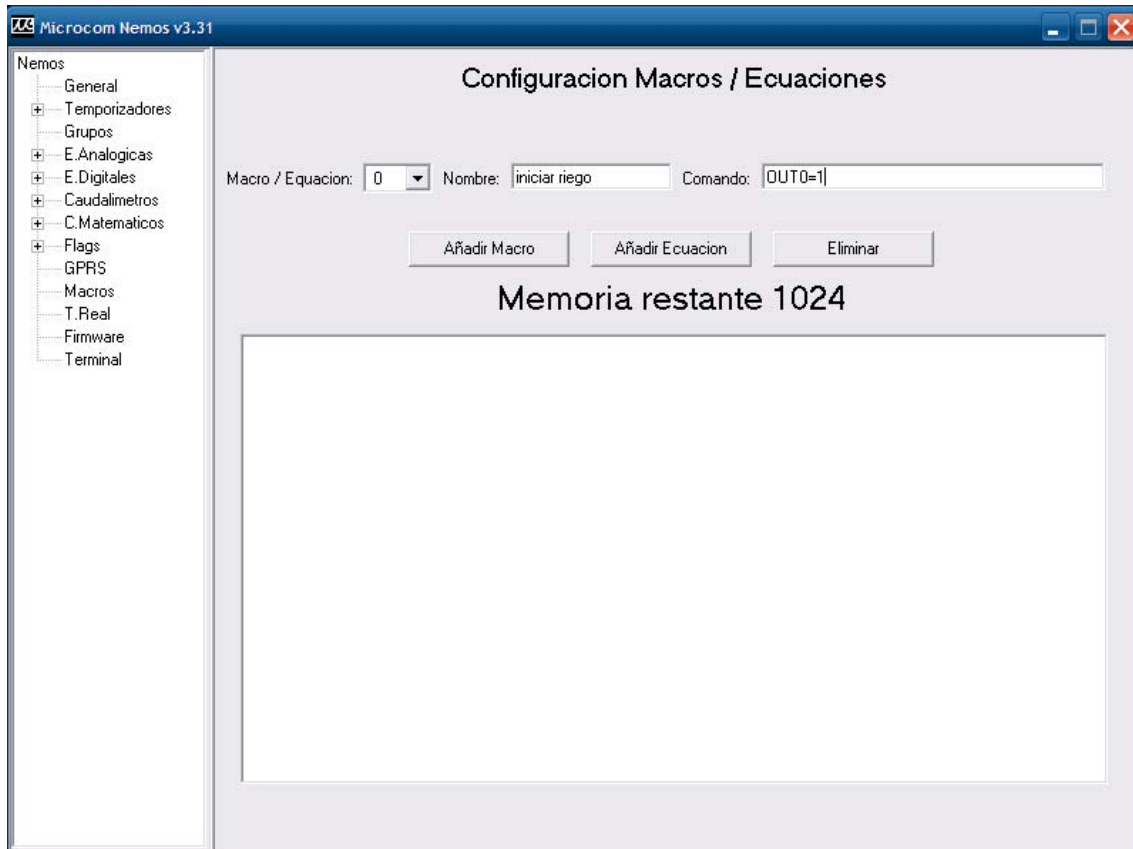 Microcom Nemos v3.31
Nemos
General
Temporizadores
Grupos
E.Analogicas
E.Digitales
Caudalimetros
C.Matematicos
Flags
GPRS
Macros
T.Real
Firmware
Terminal
Configuracion Macros / Ecuaciones
Macro / Equacion: 0 Nombre: iniciar riego Comando: OUT0=1
Añadir Macro Añadir Ecuacion Eliminar
Memoria restante 1024